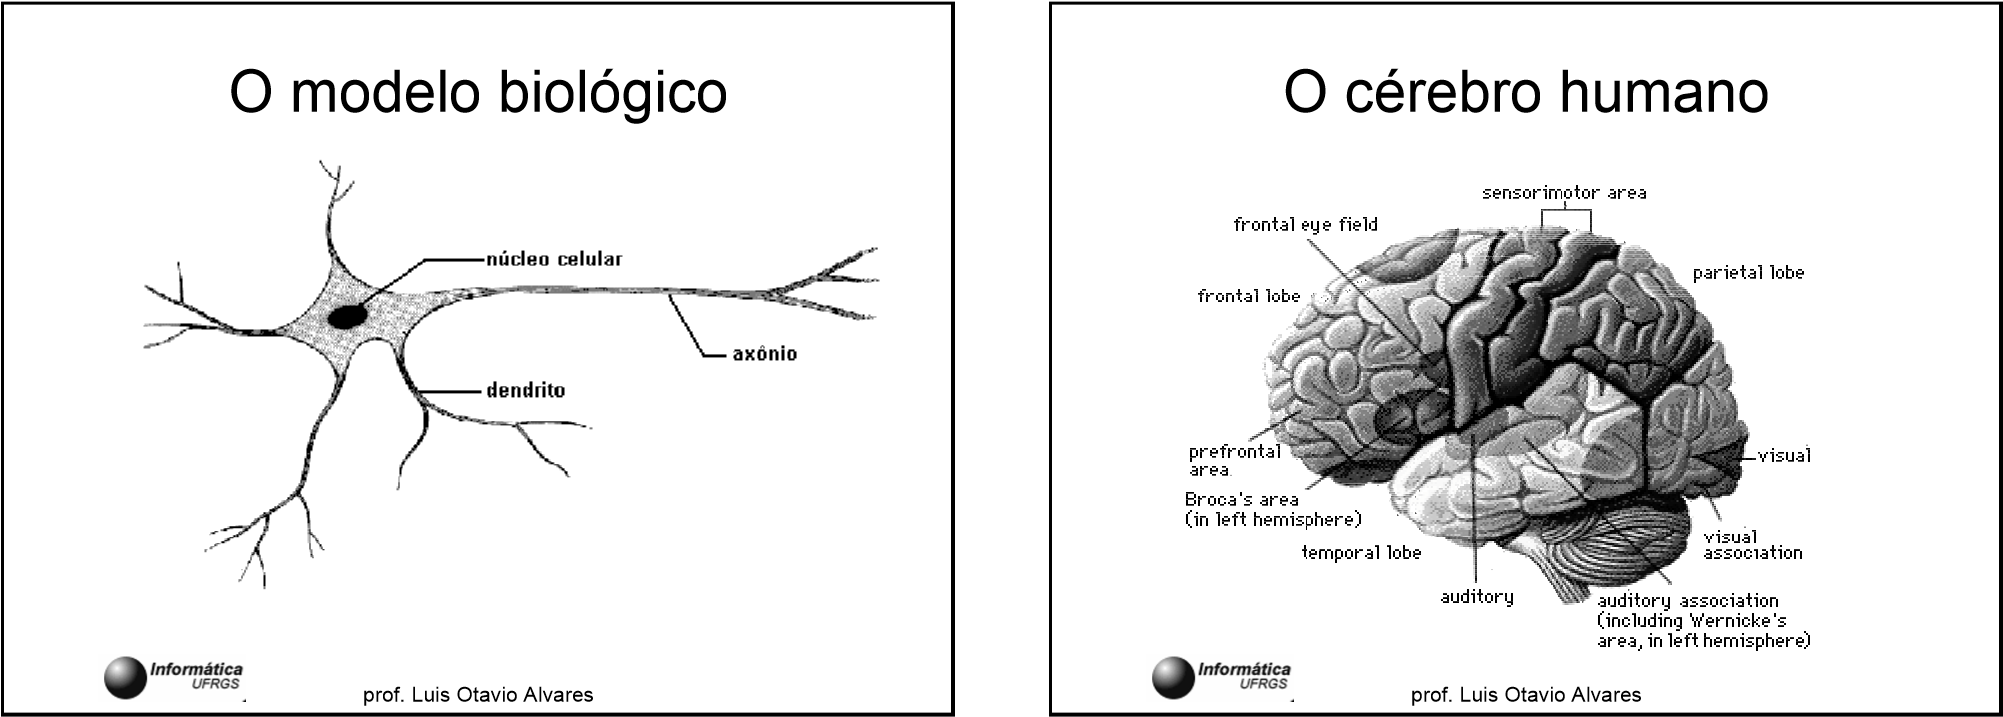 O modelo biológico
núcleo celular
axônio
dendrito
Informática
UFRGS
prof. Luis Otavio Alvares
O cérebro humano
sensorimotor area
frontal eye field
parietal lobe
frontal lobe
prefrontal
area.
visual
Broca's area
(in left hemisphere)
visual
association
temporal lobe
auditory
auditory association
(including Wernicke's
area, in left hemisphere)
Informática
UFRGS
prof. Luis Otavio Alvares